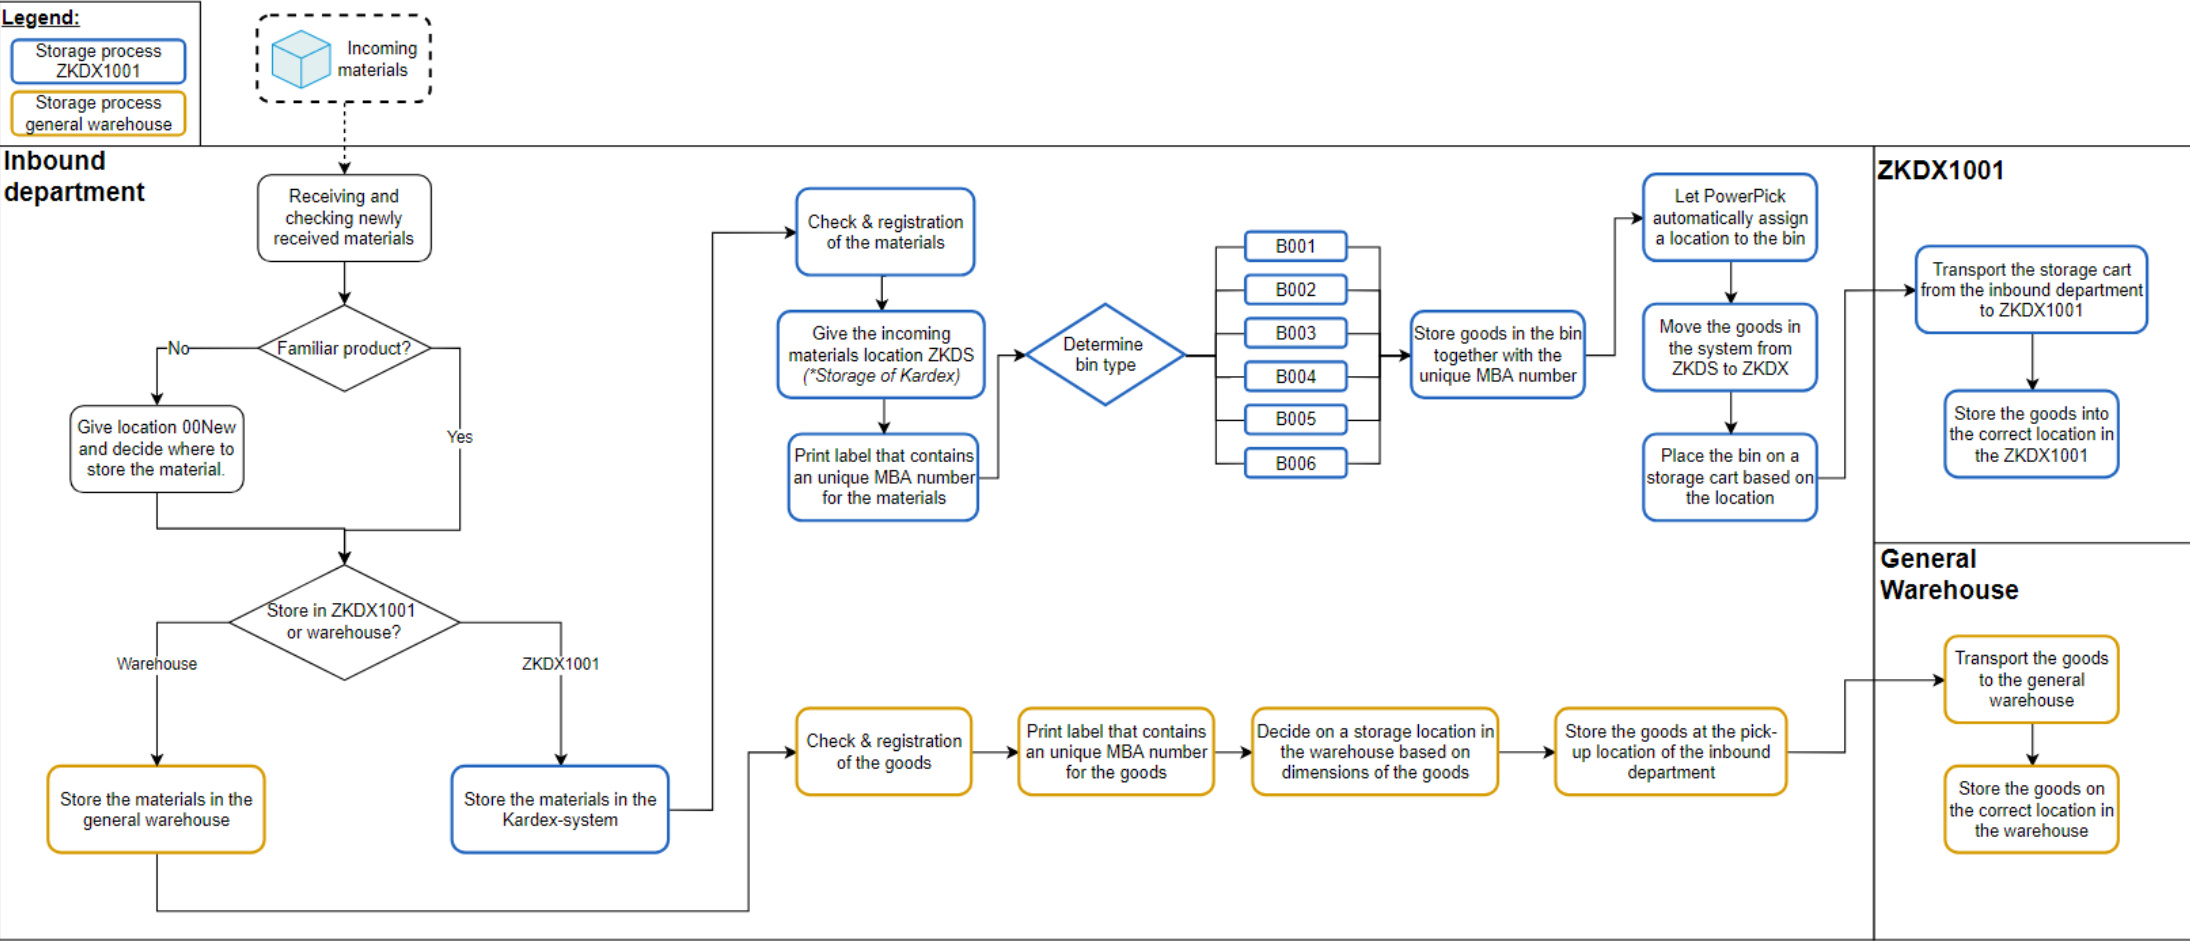 Legend:
Storage process
ZKDX1001
Storage process
general warehouse
Incoming
materials
Inbound
department
Receiving and
checking newly
received materials
Familiar product?
No
Yes
Give location 00New
and decide where to
store the material.
Store in ZKDX1001
or warehouse?
Warehouse
ZKDX1001
Store the materials in the
general warehouse
Store the materials in the
Kardex-system
Check & registration
of the materials
Give the incoming
materials location ZKDS
(*Storage of Kardex)
Print label that contains
an unique MBA number
for the materials
Determine
bin type
B001
B002
B003
B004
B005
B006
Store goods in the bin
together with the
unique MBA number
Let PowerPick
automatically assign
a location to the bin
Move the goods in
the system from
ZKDS to ZKDX
Place the bin on a
storage cart based on
the location
Check & registration
of the goods
Print label that contains
an unique MBA number
for the goods
Decide on a storage location in
the warehouse based on
dimensions of the goods
Store the goods at the pick-
up location of the inbound
department
ZKDX1001
Transport the storage cart
from the inbound department
to ZKDX1001
Store the goods into
the correct location in
the ZKDX1001
General
Warehouse
Transport the goods
to the general
warehouse
Store the goods on
the correct location in
the warehouse